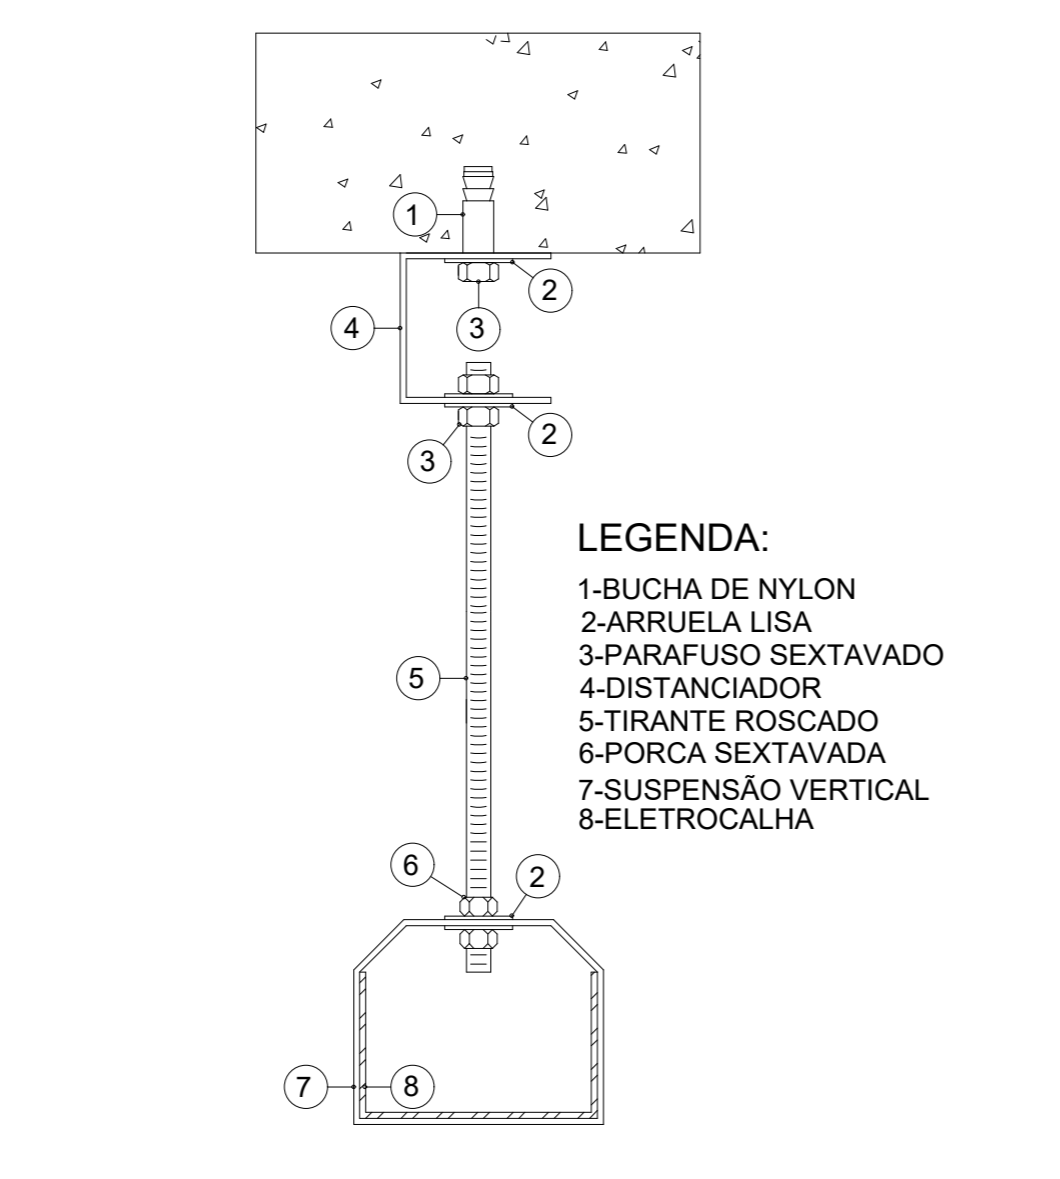 1
2
4
3
2
3
LEGENDA:
1-BUCHA DE NYLON
2-ARRUELA LISA
3-PARAFUSO SEXTAVADO
4-DISTANCIADOR
5-TIRANTE ROSCADO
6-PORCA SEXTAVADA
7-SUSPENSÃO VERTICAL
8-ELETROCALHA
5
6
2
7
8